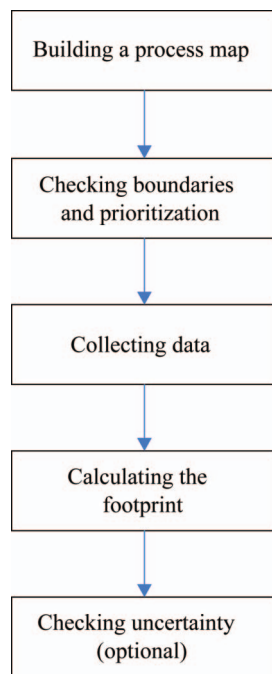 Building a process map
Checking boundaries
and prioritization
Collecting data
Calculating the
footprint
Checking uncertainty
(optional)